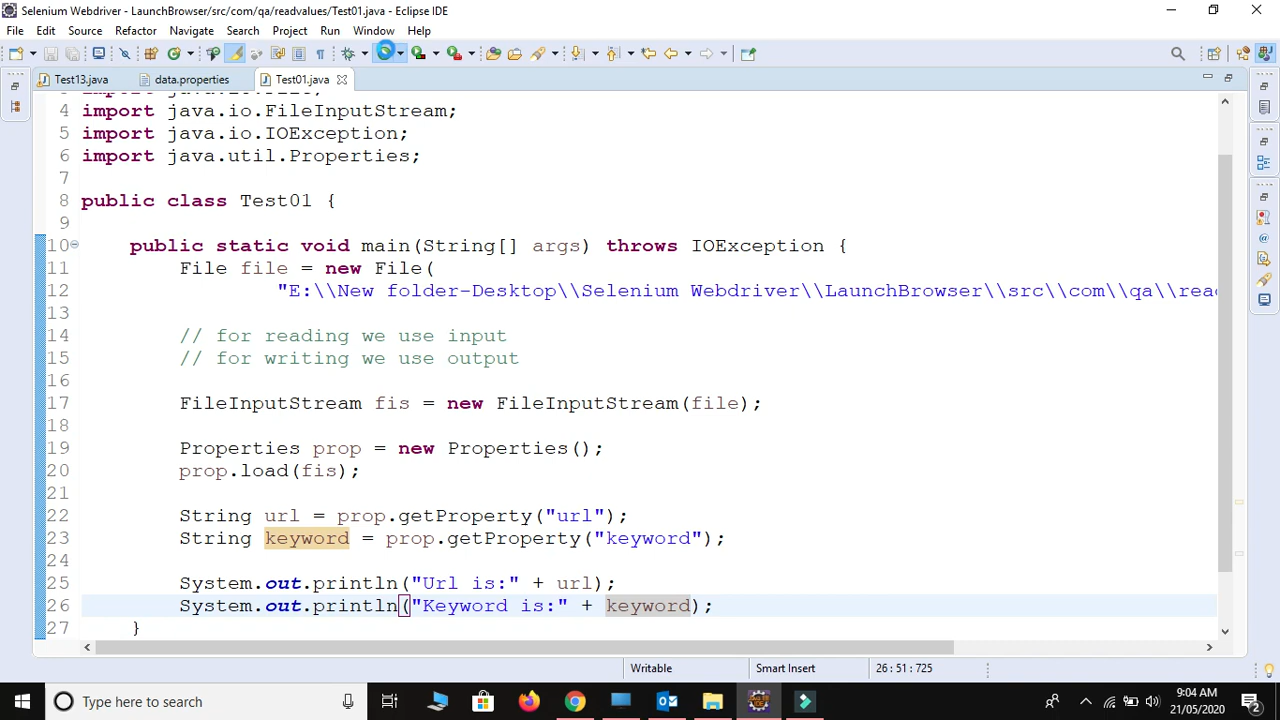 Selenium Webdriver - LaunchBrowser/src/com/qa/readvalues/Test01.java - Eclipse IDE
File Edit Source Refactor Navigate Search Project Run Window Help
Test13.java data.properties Test01.java
4 import java.io.FileInputStream;
5 import java.io.IOException;
6 import java.util.Properties;
7
8 public class Test01 {
9
10 public static void main(String[] args) throws IOException {
11 File file = new File(
12 "E:\\New folder-Desktop\\Selenium Webdriver\\LaunchBrowser\\src\\com\\qa\\read
13
14 // for reading we use input
15 // for writing we use output
16
17 FileInputStream fis = new FileInputStream(file);
18
19 Properties prop = new Properties();
20 prop.load(fis);
21
22 String url = prop.getProperty("url");
23 String keyword = prop.getProperty("keyword");
24
25 System.out.println("Url is:" + url);
26 System.out.println("Keyword is:" + keyword);
27 }
Writable Smart Insert 26 : 51 : 725
Type here to search
9:04 AM
21/05/2020
2